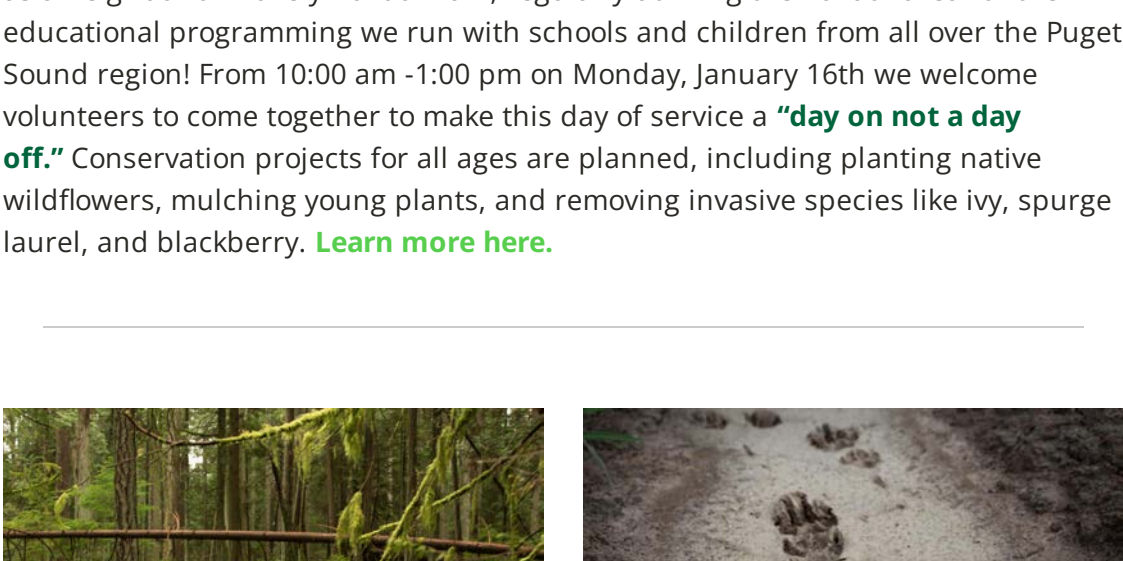 educational programming we run with schools and children from all over the Puget
Sound region! From 10:00 am -1:00 pm on Monday, January 16th we welcome
volunteers to come together to make this day of service a “day on not a day
off.” Conservation projects for all ages are planned, including planting native
wildflowers, mulching young plants, and removing invasive species like ivy, spurge
laurel, and blackberry. Learn more here.